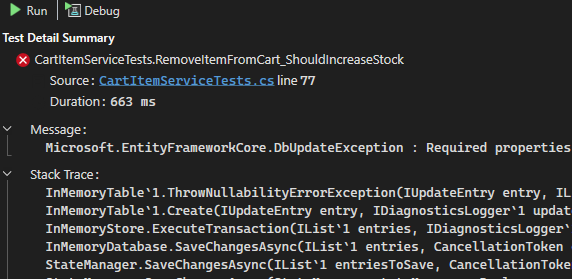 Run Debug
Test Detail Summary
CartItemServiceTests.RemoveItemFromCart_ShouldIncreaseStock
Source: CartItemServiceTests.cs line 77
Duration: 663 ms
Message:
Microsoft.EntityFrameworkCore.DbUpdateException : Required properties
Stack Trace:
InMemoryTable`1.ThrowNullabilityErrorException(IUpdateEntry entry, IL
InMemoryTable`1.Create(IUpdateEntry entry, IDiagnosticsLogger`1 updat
InMemoryStore.ExecuteTransaction(IList`1 entries, IDiagnosticsLogger`
InMemoryDatabase.SaveChangesAsync(IList`1 entries, CancellationToken
StateManager.SaveChangesAsync(IList`1 entriesToSave, CancellationToke